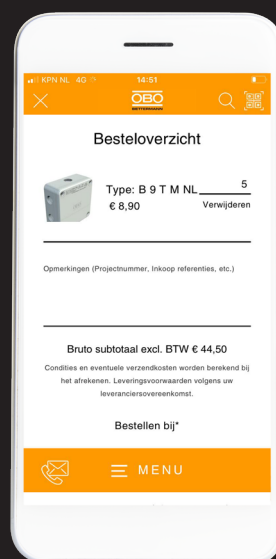 KPN NL 4G 14:51
OBO
BETTERMANN
Besteloverzicht
Type: B 9 T M NL 5
€ 8,90 Verwijderen
Opmerkingen (Projectnummer, Inkoop referenties, etc.)
Bruto subtotaal excl. BTW € 44,50
Condities en eventuele verzendkosten worden berekend bij
het afrekenen. Leveringsvoorwaarden volgens uw
leveranciersovereenkomst.
Bestellen bij*
MENU